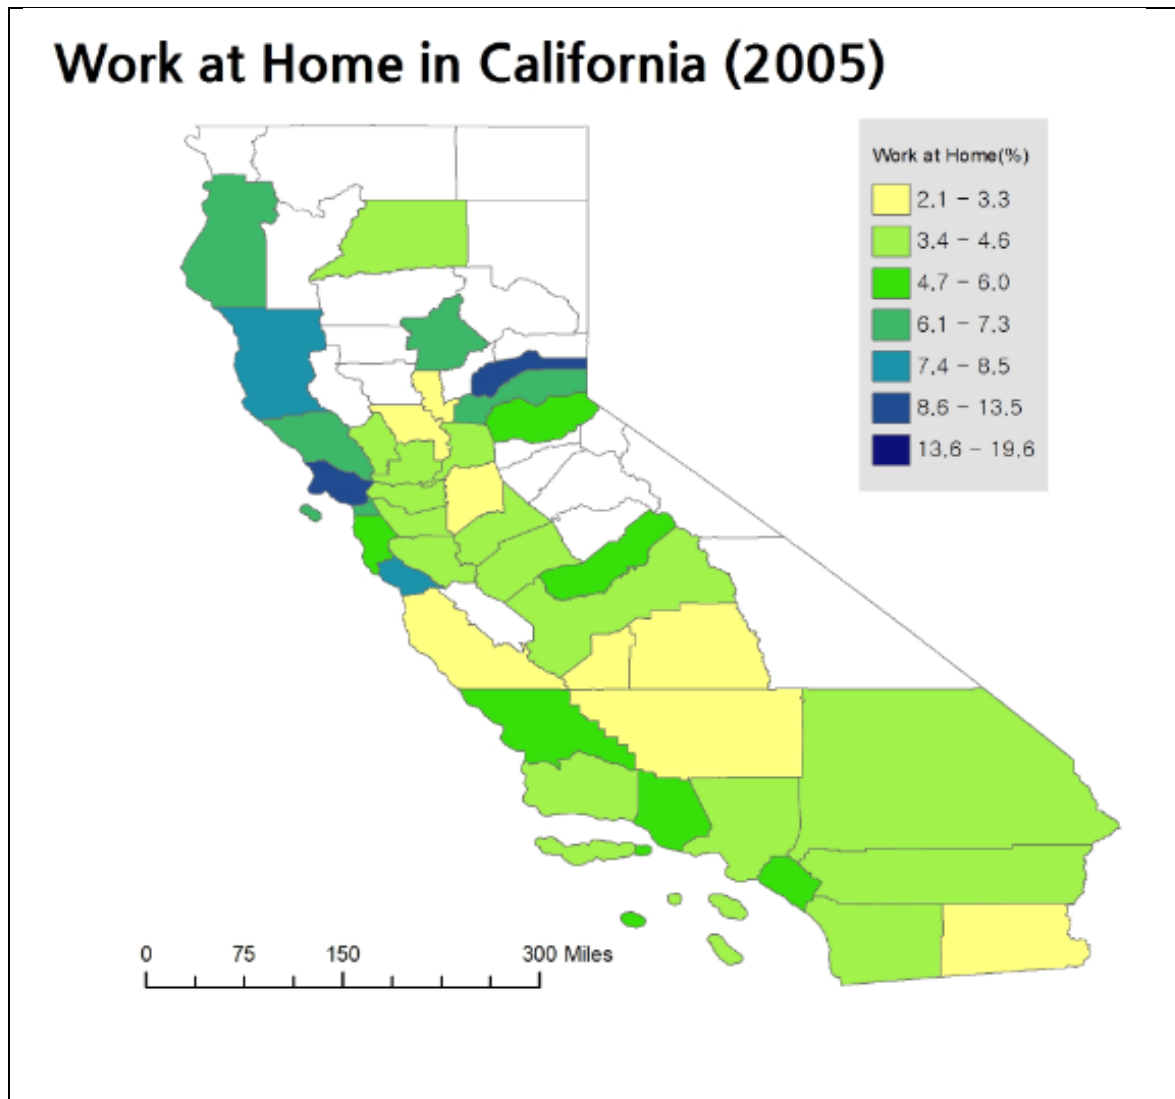 Work at Home in California (2005)
Work at Home(%)
2.1 – 3.3
3.4 – 4.6
4.7 – 6.0
6.1 – 7.3
7.4 – 8.5
8.6 – 13.5
13.6 – 19.6
0 75 150 300 Miles